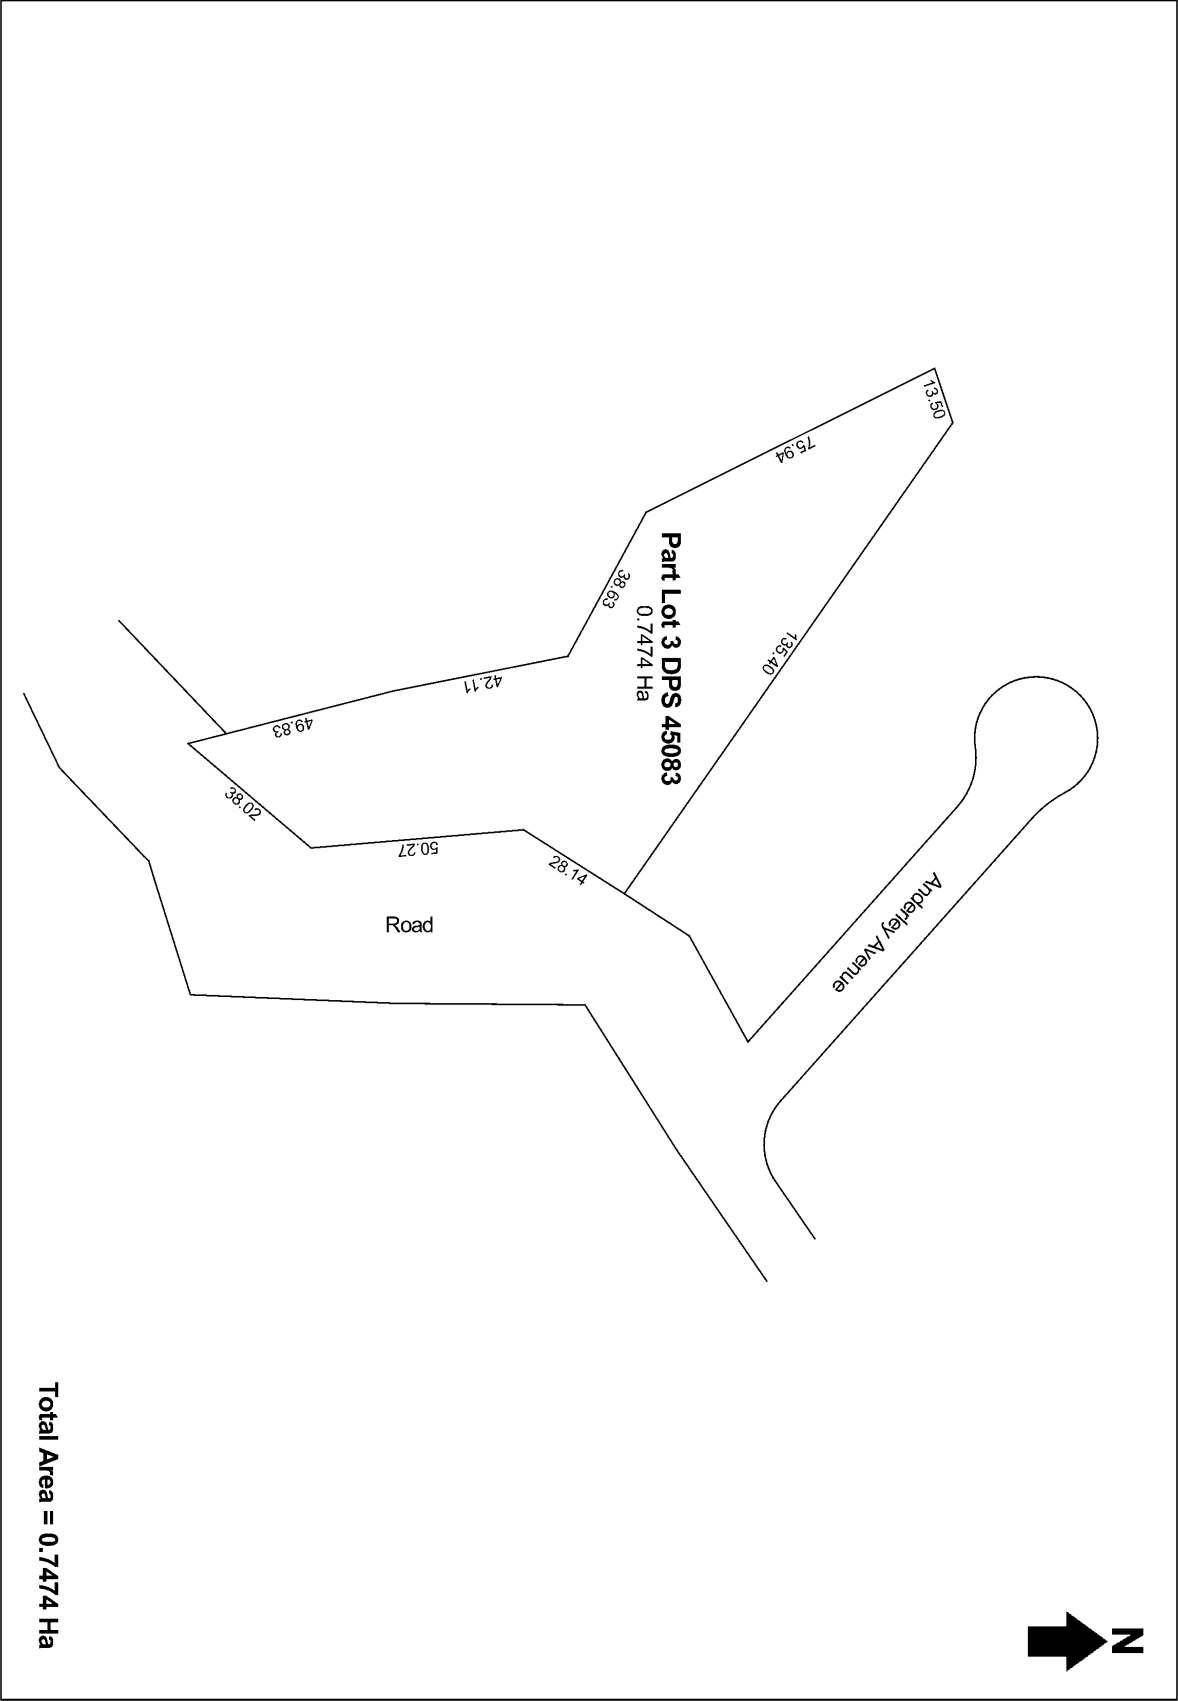 13.50
75.94
Part Lot 3 DPS 45083
0.7474 Ha
38.63
135.40
42.11
49.83
38.02
50.27
28.14
Road
Anderley Avenue
Total Area = 0.7474 Ha
N